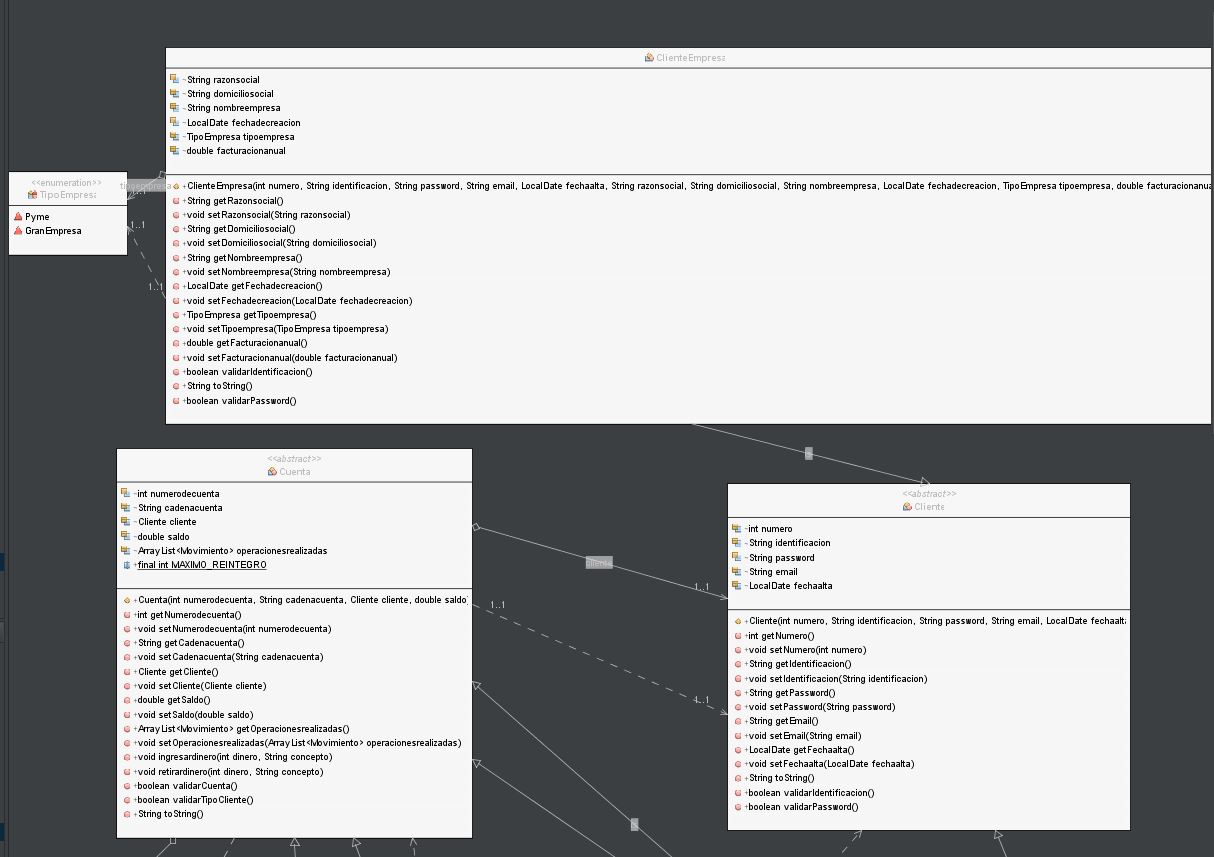 ClienteEmpresa
-String razonsocial
-String domiciliosocial
-String nombreempresa
-LocalDate fechadecreacion
-TipoEmpresa tipoempresa
-double facturacionanual
<<enumeration>>
TipoEmpresa
Pyme
GranEmpresa
tipoempresa
1..1
1..1
1..1
+ClienteEmpresa(int numero, String identificacion, String password, String email, LocalDate fechaalta, String razonsocial, String domiciliosocial, String nombreempresa, LocalDate fechadecreacion, TipoEmpresa tipoempresa, double facturacionanua
+String getRazonsocial()
+void setRazonsocial(String razonsocial)
+String getDomiciliosocial()
+void setDomiciliosocial(String domiciliosocial)
+String getNombreempresa()
+void setNombreempresa(String nombreempresa)
+LocalDate getFechadecreacion()
+void setFechadecreacion(LocalDate fechadecreacion)
+TipoEmpresa getTipoempresa()
+void setTipoempresa(TipoEmpresa tipoempresa)
+double getFacturacionanual()
+void setFacturacionanual(double facturacionanual)
+boolean validarIdentificacion()
+String toString()
+boolean validarPassword()
<<abstract>>
Cuenta
-int numerodecuenta
-String cadenacuenta
-Cliente cliente
-double saldo
-ArrayList<Movimiento> operacionesrealizadas
+final int MAXIMO_REINTEGRO
+Cuenta(int numerodecuenta, String cadenacuenta, Cliente cliente, double saldo)
+int getNumerodecuenta()
+void setNumerodecuenta(int numerodecuenta)
+String getCadenacuenta()
+void setCadenacuenta(String cadenacuenta)
+Cliente getCliente()
+void setCliente(Cliente cliente)
+double getSaldo()
+void setSaldo(double saldo)
+ArrayList<Movimiento> getOperacionesrealizadas()
+void setOperacionesrealizadas(ArrayList<Movimiento> operacionesrealizadas)
+void ingresardinero(int dinero, String concepto)
+void retirardinero(int dinero, String concepto)
+boolean validarCuenta()
+boolean validarTipoCliente()
+String toString()
cliente
1..1
1..1
1..1
<<abstract>>
Cliente
-int numero
-String identificacion
-String password
-String email
-LocalDate fechaalta
+Cliente(int numero, String identificacion, String password, String email, LocalDate fechaalta
+int getNumero()
+void setNumero(int numero)
+String getIdentificacion()
+void setIdentificacion(String identificacion)
+String getPassword()
+void setPassword(String password)
+String getEmail()
+void setEmail(String email)
+LocalDate getFechaalta()
+void setFechaalta(LocalDate fechaalta)
+String toString()
+boolean validarIdentificacion()
+boolean validarPassword()